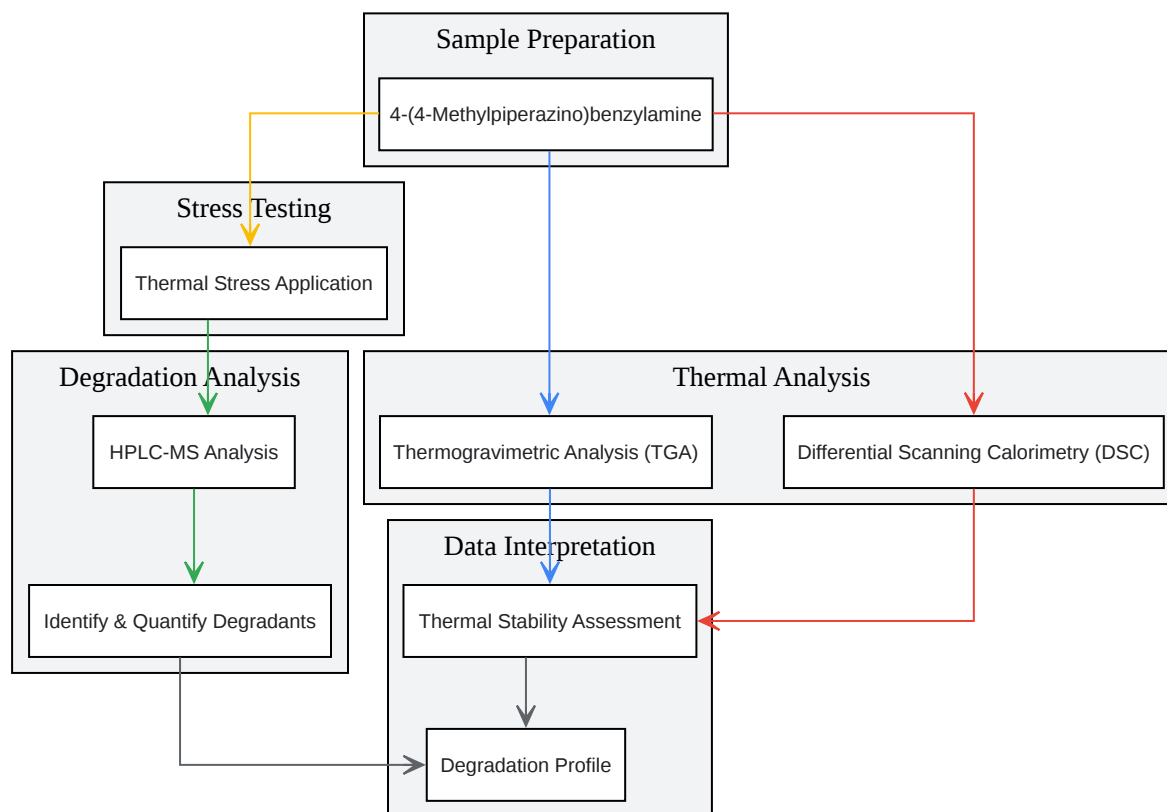 Sample Preparation
4-(4-Methylpiperazino)benzylamine
Stress Testing
Thermal Stress Application
Degradation Analysis
HPLC-MS Analysis
Identify & Quantify Degradants
Thermal Analysis
Thermogravimetric Analysis (TGA)
Differential Scanning Calorimetry (DSC)
Data Interpretation
Thermal Stability Assessment
Degradation Profile